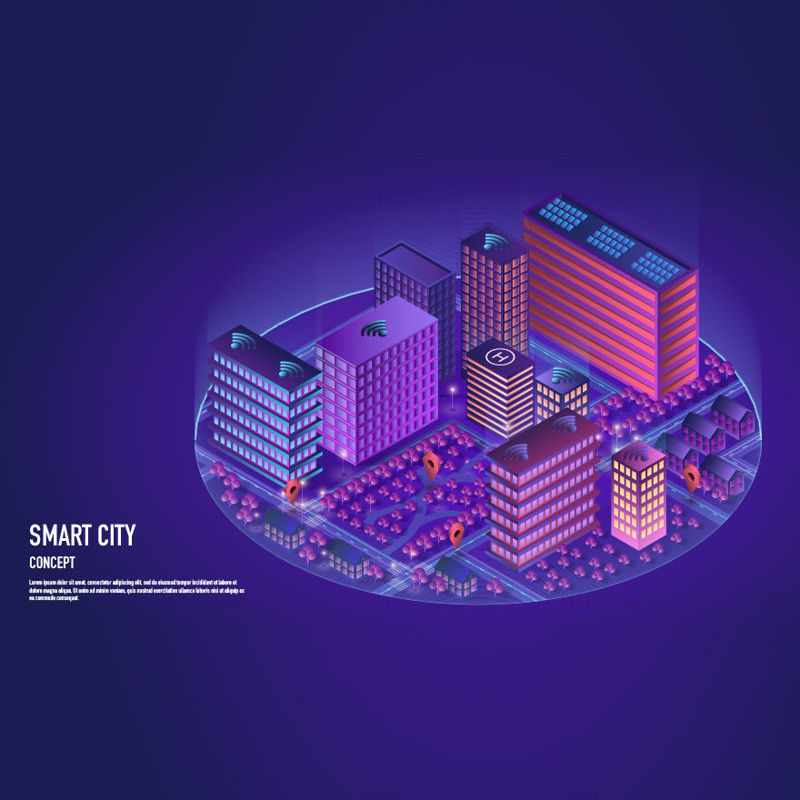 SMART CITY
CONCEPT
Lorem ipsum dolor sit amet, consectetur adipiscing elit, sed do eiusmod tempor incididunt ut labore et
dolore magna aliqua. Ut enim ad minim veniam, quis nostrud exercitation ullamco laboris nisi ut aliquip ex
ea commodo consequat.
H